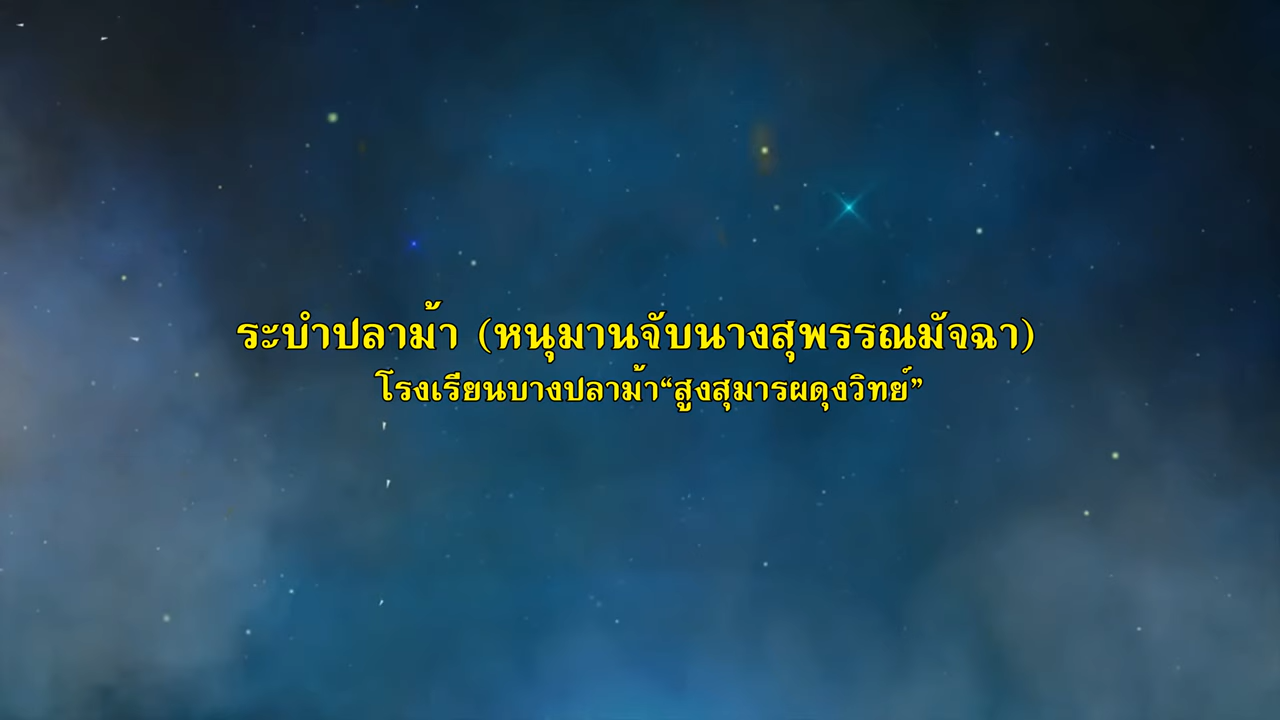 ระบำปลาม้า (หนุมานจับนางสุพรรณมัจฉา)
โรงเรียนบางปลาม้า“สูงสุมารผดุงวิทย์”